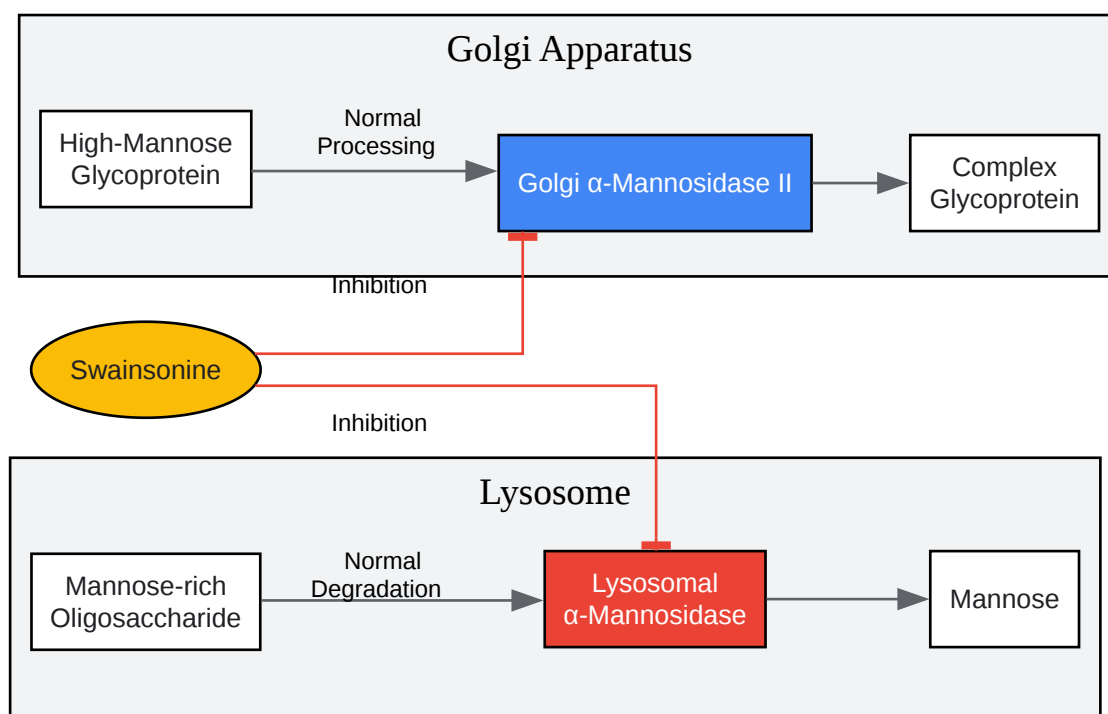 Golgi Apparatus
High-Mannose
Glycoprotein
Normal
Processing
Golgi α-Mannosidase II
Complex
Glycoprotein
Inhibition
Swainsonine
Inhibition
Lysosome
Mannose-rich
Oligosaccharide
Normal
Degradation
Lysosomal
α-Mannosidase
Mannose